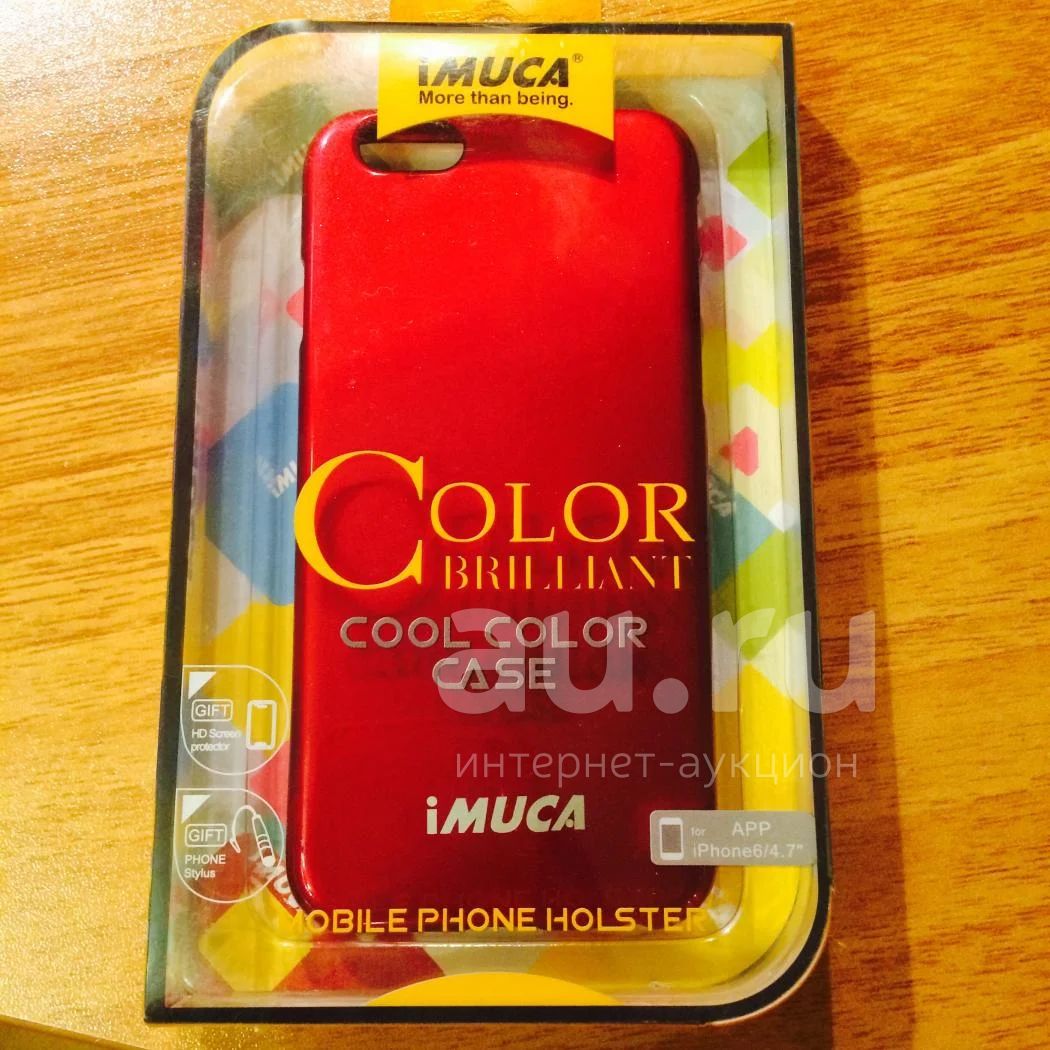 iMUCA®
More than being.
COLOR
BRILLIANT
COOL COLOR
CASE
au.ru
интернет-аукцион
GIFT
HD Screen
protector
iMUCA
for APP
iPhone6/4.7"
GIFT
PHONE
Stylus
MOBILE PHONE HOLSTER